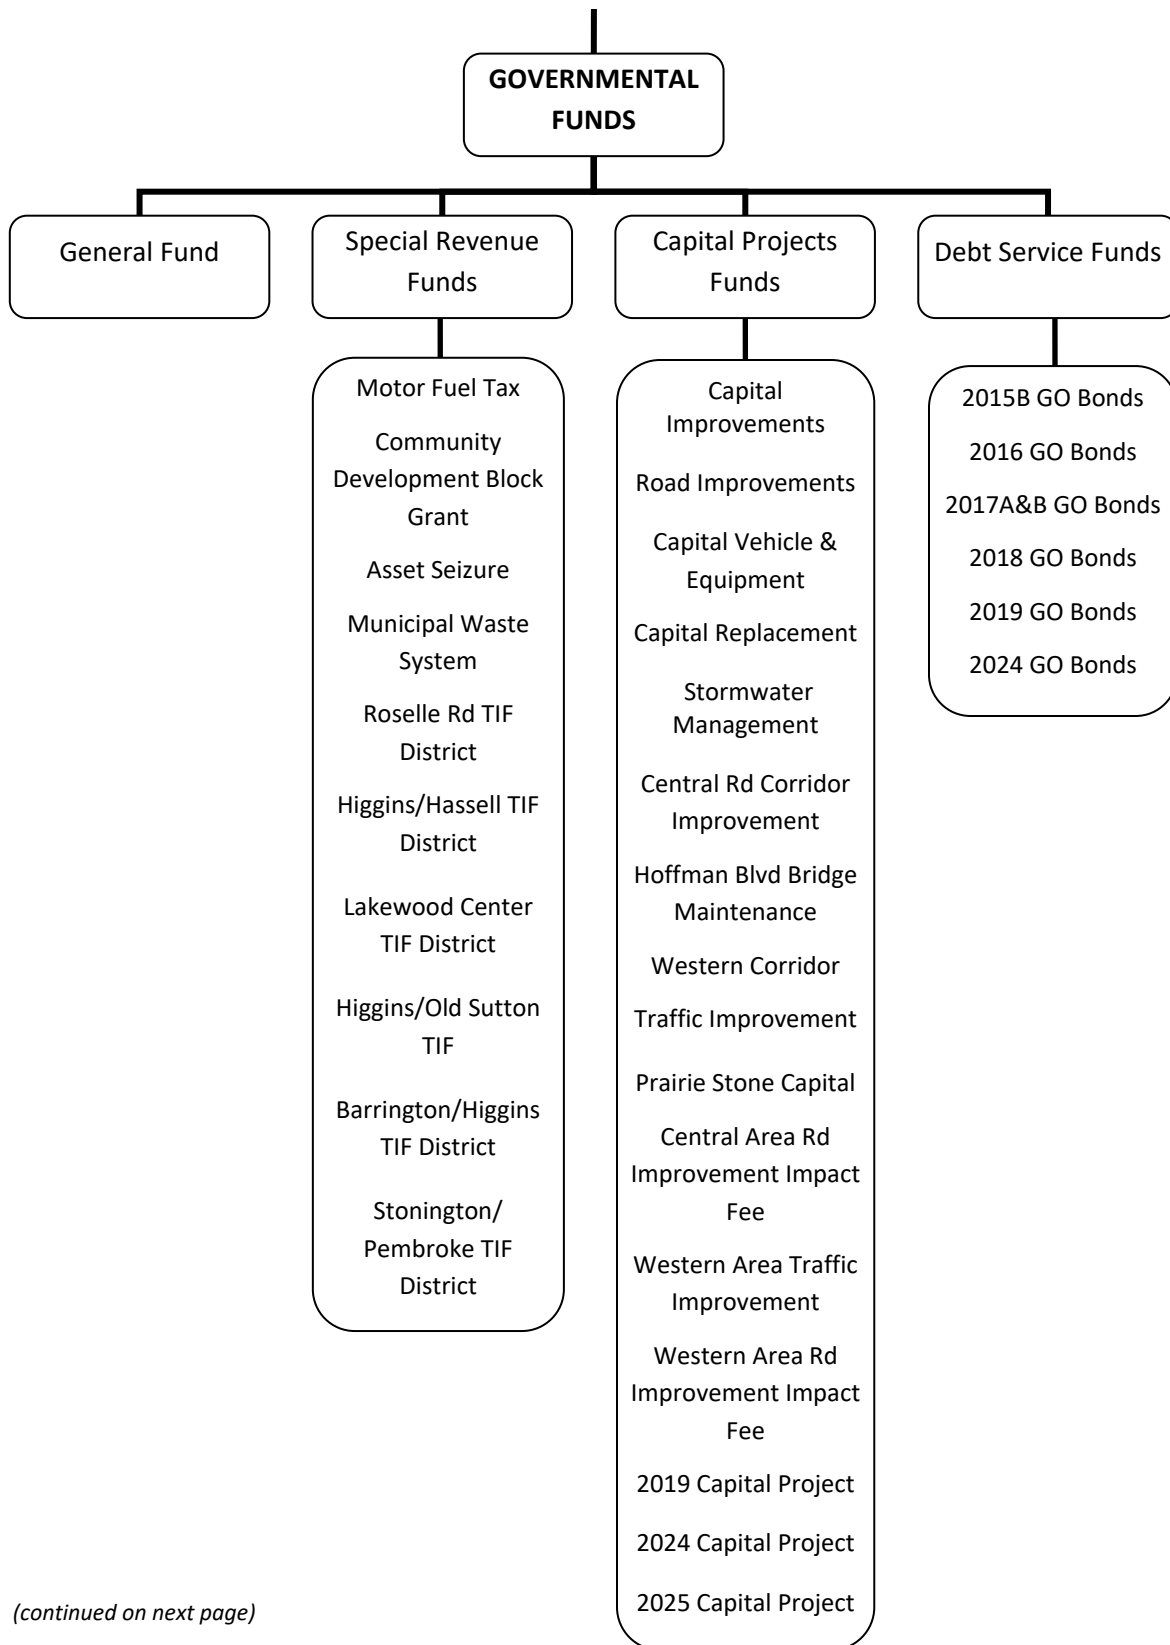 GOVERNMENTAL
FUNDS
General Fund
Special Revenue
Funds
Capital Projects
Funds
Debt Service Funds
Motor Fuel Tax
Community
Development Block
Grant
Asset Seizure
Municipal Waste
System
Roselle Rd TIF
District
Higgins/Hassell TIF
District
Lakewood Center
TIF District
Higgins/Old Sutton
TIF
Barrington/Higgins
TIF District
Stonington/
Pembroke TIF
District
Capital
Improvements
Road Improvements
Capital Vehicle &
Equipment
Capital Replacement
Stormwater
Management
Central Rd Corridor
Improvement
Hoffman Blvd Bridge
Maintenance
Western Corridor
Traffic Improvement
Prairie Stone Capital
Central Area Rd
Improvement Impact
Fee
Western Area Traffic
Improvement
Western Area Rd
Improvement Impact
Fee
2019 Capital Project
2024 Capital Project
2025 Capital Project
2015B GO Bonds
2016 GO Bonds
2017A&B GO Bonds
2018 GO Bonds
2019 GO Bonds
2024 GO Bonds
(continued on next page)